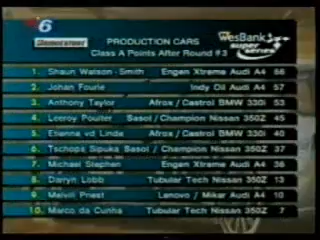 6
Bridgestone
PRODUCTION CARS
Class A Points After Round #3
WesBank
super
series
1. Shaun Watson-Smith Engen Xtreme Audi A4 66
2. Johan Fourie Indy Oil Audi A4 57
3. Anthony Taylor Afrox / Castrol BMW 330i 53
4. Leeroy Poulter Sasol / Champion Nissan 350Z 45
5. Etienne vd Linde Afrox / Castrol BMW 330i 40
6. Tschops Sipuka Sasol / Champion Nissan 350Z 37
7. Michael Stephen Engen Xtreme Audi A4 36
8. Darryn Lobb Tubular Tech Nissan 350Z 24
9. Melvill Priest Lenovo / Mikar Audi A4 10
10. Marco da Cunha Tubular Tech Nissan 350Z 7